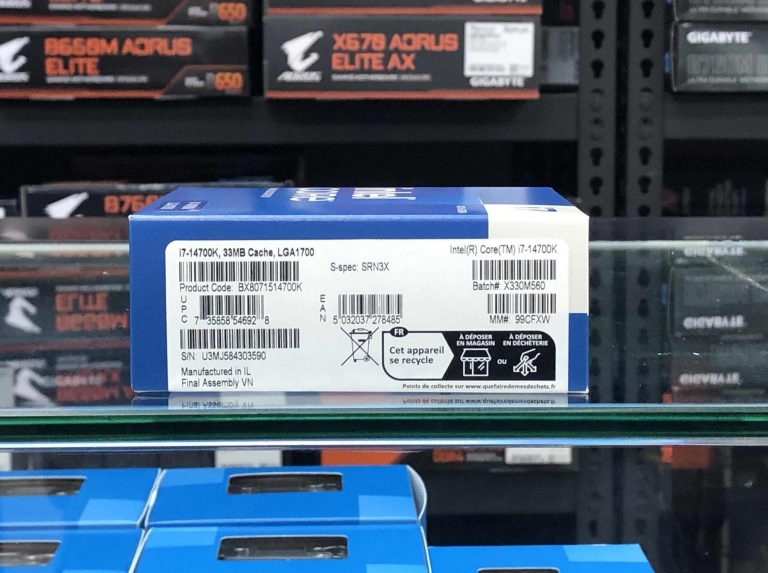 650
B650M AORUS
ELITE
650
AORUS
X670 AORUS
ELITE AX
GIGABYTE
GIGABYTE
B760
i7-14700K, 33MB Cache, LGA1700
Intel(R) Core(TM) i7-14700K
S-spec: SRN3X
Product Code: BX8071514700K
Batch#: X330M560
UPC 7 35858 54692 8
EAN 5 032037 278485
MM#: 99CFXW
S/N: U3MJ584303590
Manufactured in IL
Final Assembly VN
FR
Cet appareil
se recycle
À DÉPOSER
EN MAGASIN
OU
À DÉPOSER
EN DÉCHÈTERIE
Points de collecte sur www.quefairedemesdechets.fr